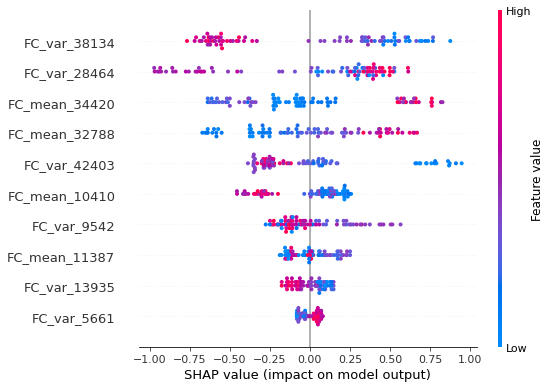 High
FC_var_38134
FC_var_28464
FC_mean_34420
FC_mean_32788
FC_var_42403
FC_mean_10410
FC_var_9542
FC_mean_11387
FC_var_13935
FC_var_5661
Feature value
Low
−1.00 −0.75 −0.50 −0.25 0.00 0.25 0.50 0.75 1.00
SHAP value (impact on model output)